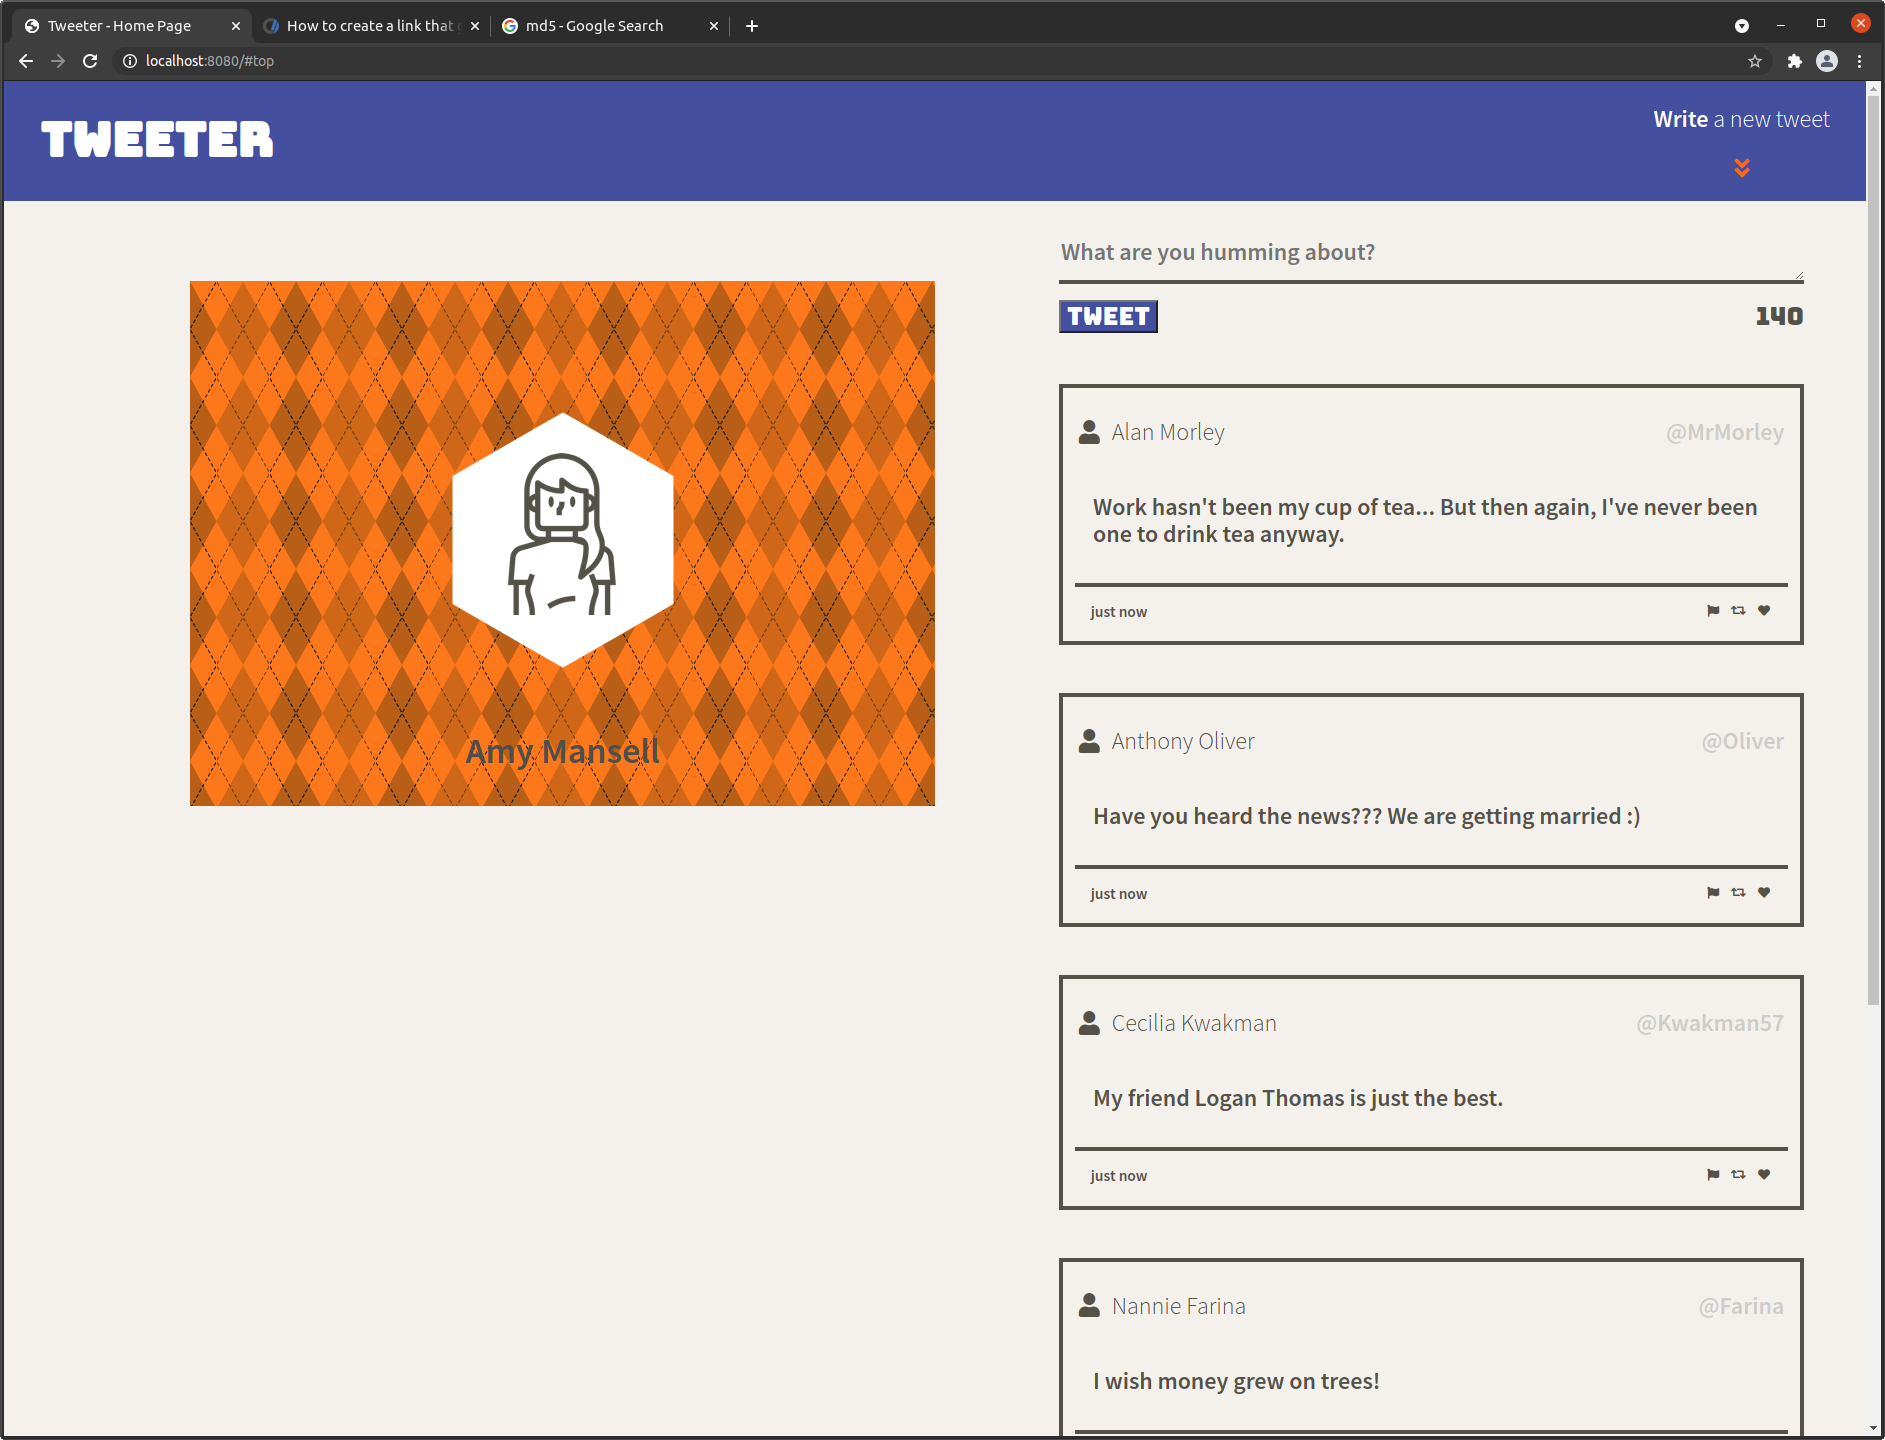 Tweeter - Home Page
How to create a link that
md5 - Google Search
localhost:8080/#top
TWEETER
Write a new tweet
What are you humming about?
TWEET
140
Amy Mansell
Alan Morley
@MrMorley
Work hasn't been my cup of tea... But then again, I've never been
one to drink tea anyway.
just now
Anthony Oliver
@Oliver
Have you heard the news??? We are getting married :)
just now
Cecilia Kwakman
@Kwakman57
My friend Logan Thomas is just the best.
just now
Nannie Farina
@Farina
I wish money grew on trees!